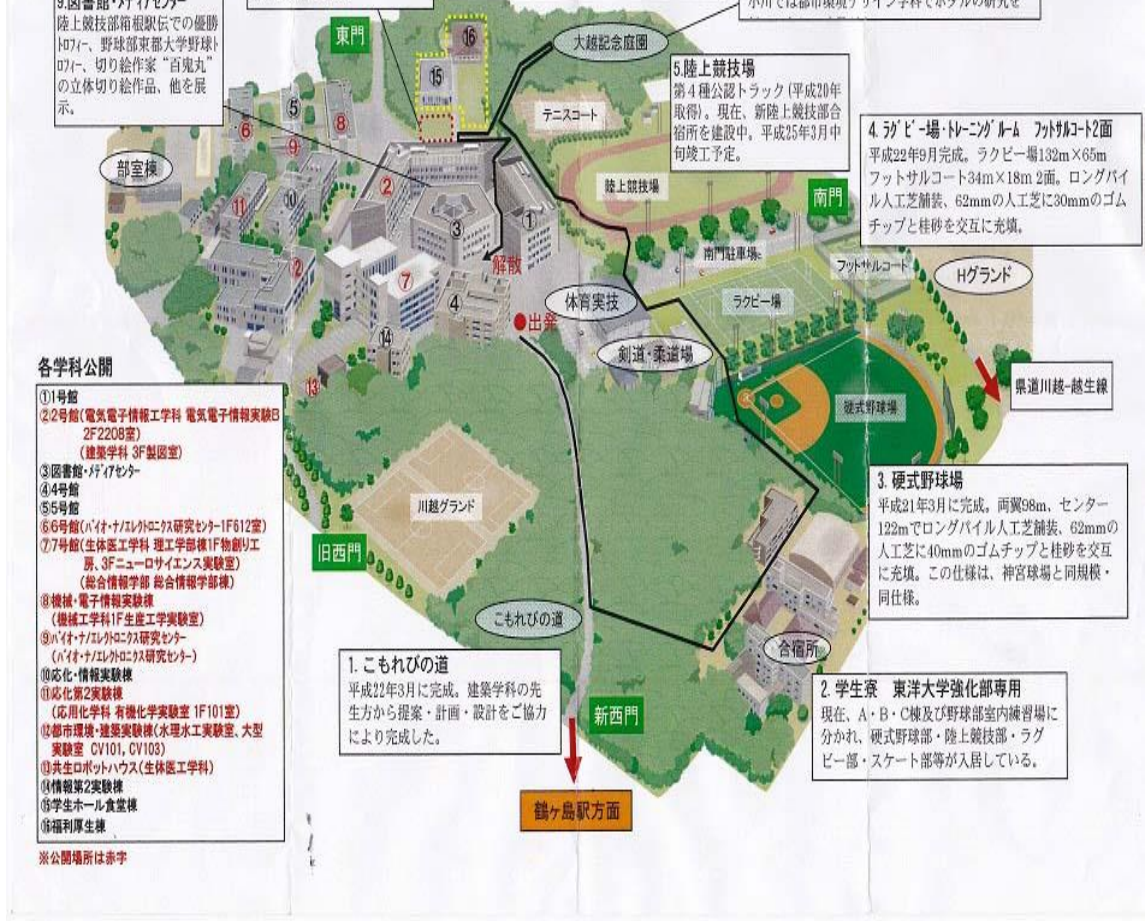 9.図書館・メディアセンター
陸上競技部箱根駅伝での優勝
トロフィー、野球部東都大学野球ト
ロフィー、切り絵作家“百鬼丸”
の立体切り絵作品、他を展
示。
小川では都市環境デザイン学科でホタルの研究を
東門
⑯
大越記念庭園
⑮
5.陸上競技場
第４種公認トラック(平成20年
取得)。現在、新陸上競技部合
宿所を建設中。平成25年3月中
旬竣工予定。
テニスコート
4. ラグビー場・トレーニングルーム　フットサルコート2面
平成22年9月完成。ラクビー場132m×65m
フットサルコート34m×18m 2面。ロングパイ
ル人工芝舗装、62mmの人工芝に30mmのゴム
チップと桂砂を交互に充填。
⑤
⑥
⑧
⑨
部室棟
②
陸上競技場
南門
⑪
⑩
③
①
南門駐車場
フットサルコート
Hグランド
解散
②
⑦
④
体育実技
ラクビー場
出発
剣道・柔道場
⑭
⑬
県道川越-越生線
硬式野球場
各学科公開
①1号館
②2号館(電気電子情報工学科 電気電子情報実験B
2F2208室)
(建築学科 3F製図室)
③図書館・メディアセンター
④4号館
⑤5号館
⑥6号館(バイオ・ナノエレクトロニクス研究センター1F612室)
⑦7号館(生体医工学科 理工学部棟1F物創り工
房、3Fニューロサイエンス実験室)
(総合情報学部 総合情報学部棟)
⑧機械・電子情報実験棟
(機械工学科1F生産工学実験室)
⑨バイオ・ナノエレクトロニクス研究センター
(バイオ・ナノエレクトロニクス研究センター)
⑩応化・情報実験棟
⑪応化第2実験棟
(応用化学科 有機化学実験室 1F101室)
⑫都市環境・建築実験棟(水理水工実験室、大型
実験室 CV101, CV103)
⑬共生ロボットハウス(生体医工学科)
⑭情報第2実験棟
⑮学生ホール食堂棟
⑯福利厚生棟
※公開場所は赤字
川越グランド
旧西門
3. 硬式野球場
平成21年3月に完成。両翼98m、センター
122mでロングパイル人工芝舗装、62mmの
人工芝に40mmのゴムチップと桂砂を交互
に充填。この仕様は、神宮球場と同規模・
同仕様。
こもれびの道
合宿所
1. こもれびの道
平成22年3月に完成。建築学科の先
生方から提案・計画・設計をご協力
により完成した。
新西門
2. 学生寮　東洋大学強化部専用
現在、A・B・C棟及び野球部室内練習場に
分かれ、硬式野球部・陸上競技部・ラグ
ビー部・スケート部等が入居している。
鶴ヶ島駅方面